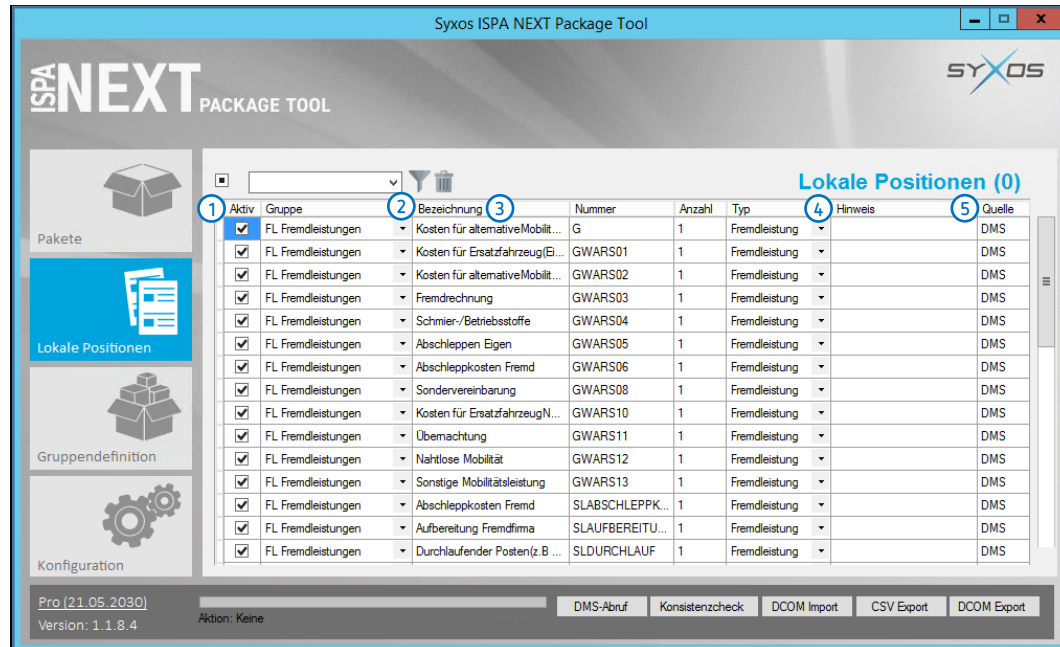 Syxos ISPA NEXT Package Tool
ISPA NEXT PACKAGE TOOL
SYXOS
Pakete
Lokale Positionen
Gruppendefinition
Konfiguration
Lokale Positionen (0)
1 Aktiv Gruppe 2 Bezeichnung 3 Nummer Anzahl Typ 4 Hinweis 5 Quelle
FL Fremdleistungen Kosten für alternativeMobilit... G 1 Fremdleistung DMS
FL Fremdleistungen Kosten für Ersatzfahrzeug(Ei... GWARS01 1 Fremdleistung DMS
FL Fremdleistungen Kosten für alternativeMobilit... GWARS02 1 Fremdleistung DMS
FL Fremdleistungen Fremdrechnung GWARS03 1 Fremdleistung DMS
FL Fremdleistungen Schmier-/Betriebsstoffe GWARS04 1 Fremdleistung DMS
FL Fremdleistungen Abschleppen Eigen GWARS05 1 Fremdleistung DMS
FL Fremdleistungen Abschleppkosten Fremd GWARS06 1 Fremdleistung DMS
FL Fremdleistungen Sondervereinbarung GWARS08 1 Fremdleistung DMS
FL Fremdleistungen Kosten für ErsatzfahrzeugN... GWARS10 1 Fremdleistung DMS
FL Fremdleistungen Übernachtung GWARS11 1 Fremdleistung DMS
FL Fremdleistungen Nahtlose Mobilität GWARS12 1 Fremdleistung DMS
FL Fremdleistungen Sonstige Mobilitätsleistung GWARS13 1 Fremdleistung DMS
FL Fremdleistungen Abschleppkosten Fremd SLABSCHLEPPK... 1 Fremdleistung DMS
FL Fremdleistungen Aufbereitung Fremdfirma SLAUFBEREITU... 1 Fremdleistung DMS
FL Fremdleistungen Durchlaufender Posten(z.B ... SLDURCHLAUF 1 Fremdleistung DMS
Pro (21.05.2030)
Version: 1.1.8.4
Aktion: Keine
DMS-Abruf Konsistenzcheck DCOM Import CSV Export DCOM Export